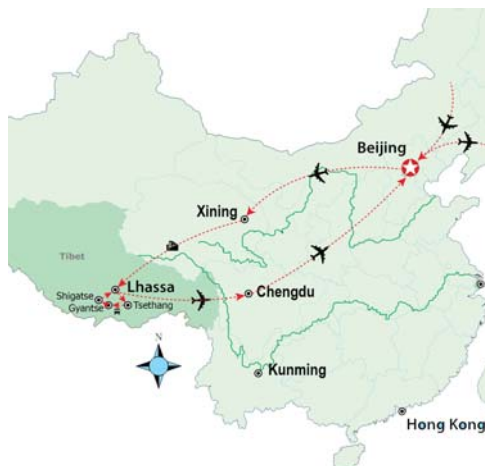 Beijing
Xining
Tibet
Lhassa
Shigatse
Gyantse
Tsethang
Chengdu
N
Kunming
Hong Kong